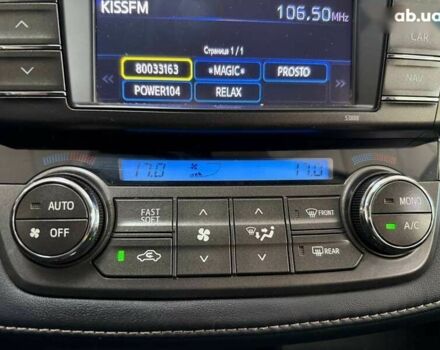 KISSFM
106.50MHz
ab.ua
Страница 1 / 1
CAR
80033163
*MAGIC*
PROSTO
NAV
POWER104
RELAX
17.0
17.0
AUTO
FAST
SOFT
FRONT
MONO
OFF
A/C
REAR